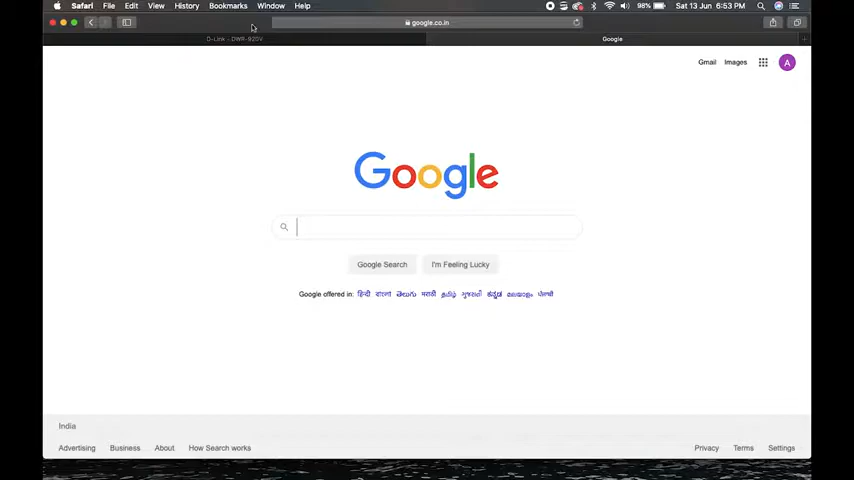 Safari File Edit View History Bookmarks Window Help 98% Sat 13 Jun 6:53 PM
google.co.in
D-Link - DWR-920V Google
Gmail Images A
Google
Google Search I'm Feeling Lucky
Google offered in: हिन्दी বাংলা తెలుగు मराठी தமிழ் ગુજરાતી ಕನ್ನಡ മലയാളം ਪੰਜਾਬੀ
India
Advertising Business About How Search works Privacy Terms Settings